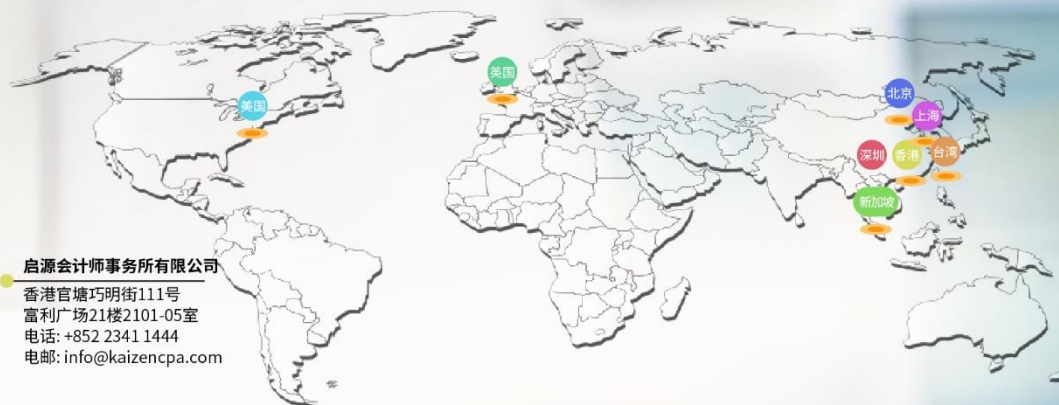 英国
美国
北京
上海
深圳
香港
台湾
新加坡
启源会计师事务所有限公司
香港官塘巧明街111号
富利广场21楼2101-05室
电话: +852 2341 1444
电邮: info@kaizencpa.com